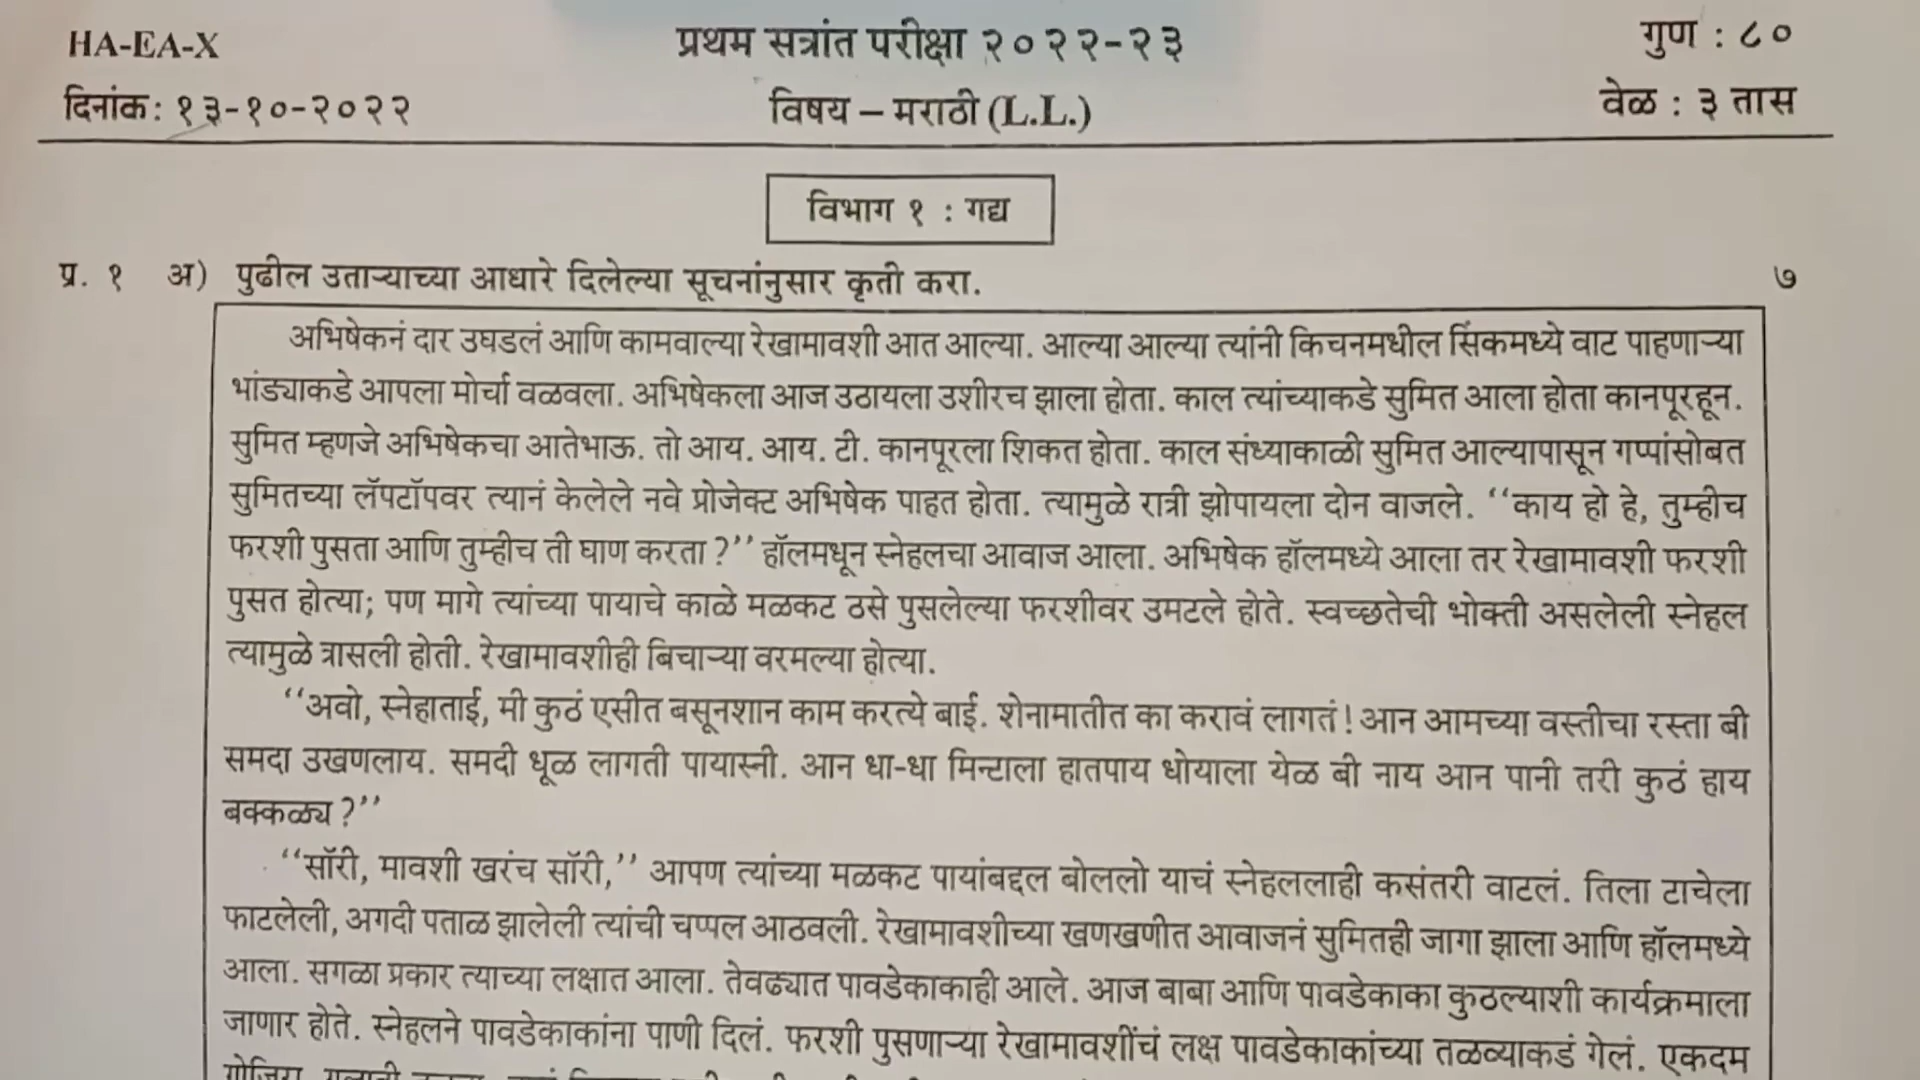 HA-EA-X
प्रथम सत्रांत परीक्षा २०२२-२३
गुण : ८०
दिनांक: १३-१०-२०२२
विषय – मराठी (L.L.)
वेळ : ३ तास
विभाग १ : गद्य
प्र. १ अ) पुढील उताऱ्याच्या आधारे दिलेल्या सूचनांनुसार कृती करा. ७
अभिषेकनं दार उघडलं आणि कामवाल्या रेखामावशी आत आल्या. आल्या आल्या त्यांनी किचनमधील सिंकमध्ये वाट पाहणाऱ्या
भांड्याकडे आपला मोर्चा वळवला. अभिषेकला आज उठायला उशीरच झाला होता. काल त्यांच्याकडे सुमित आला होता कानपूरहून.
सुमित म्हणजे अभिषेकचा आतेभाऊ. तो आय. आय. टी. कानपूरला शिकत होता. काल संध्याकाळी सुमित आल्यापासून गप्पांसोबत
सुमितच्या लॅपटॉपवर त्यानं केलेले नवे प्रोजेक्ट अभिषेक पाहत होता. त्यामुळे रात्री झोपायला दोन वाजले. ‘‘काय हो हे, तुम्हीच
फरशी पुसता आणि तुम्हीच ती घाण करता ?’’ हॉलमधून स्नेहलचा आवाज आला. अभिषेक हॉलमध्ये आला तर रेखामावशी फरशी
पुसत होत्या; पण मागे त्यांच्या पायाचे काळे मळकट ठसे पुसलेल्या फरशीवर उमटले होते. स्वच्छतेची भोक्ती असलेली स्नेहल
त्यामुळे त्रासली होती. रेखामावशीही बिचाऱ्या वरमल्या होत्या.
‘‘अवो, स्नेहाताई, मी कुठं एसीत बसूनशान काम करत्ये बाई. शेनामातीत का करावं लागतं ! आन आमच्या वस्तीचा रस्ता बी
समदा उखणलाय. समदी धूळ लागती पायास्नी. आन धा-धा मिन्टाला हातपाय धोयाला येळ बी नाय आन पानी तरी कुठं हाय
बक्कळ्य ?’’
‘‘सॉरी, मावशी खरंच सॉरी,’’ आपण त्यांच्या मळकट पायांबद्दल बोललो याचं स्नेहललाही कसंतरी वाटलं. तिला टाचेला
फाटलेली, अगदी पताळ झालेली त्यांची चप्पल आठवली. रेखामावशीच्या खणखणीत आवाजनं सुमितही जागा झाला आणि हॉलमध्ये
आला. सगळा प्रकार त्याच्या लक्षात आला. तेवढ्यात पावडेकाकाही आले. आज बाबा आणि पावडेकाका कुठल्याशी कार्यक्रमाला
जाणार होते. स्नेहलने पावडेकाकांना पाणी दिलं. फरशी पुसणाऱ्या रेखामावशींचं लक्ष पावडेकाकांच्या तळव्याकडं गेलं. एकदम